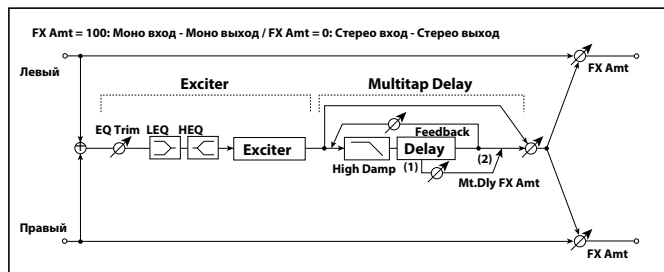 FX Amt = 100: Моно вход - Моно выход / FX Amt = 0: Стерео вход - Стерео выход
Левый
FX Amt
Exciter
Multitap Delay
EQ Trim
LEQ
HEQ
Feedback
Exciter
Delay
High Damp
(1)
(2)
Mt.Dly FX Amt
Правый
FX Amt